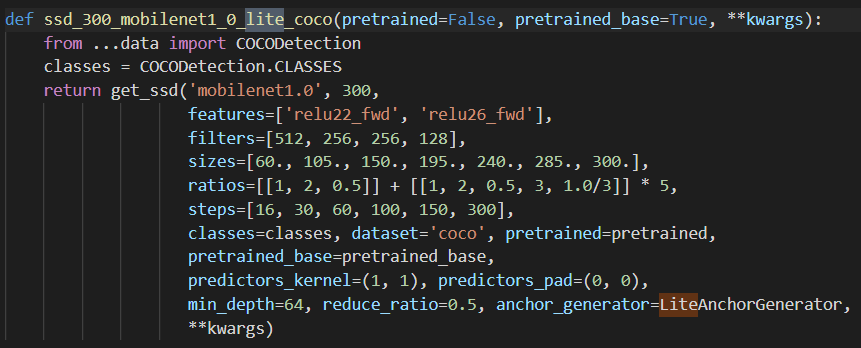 def ssd_300_mobilenet1_0_lite_coco(pretrained=False, pretrained_base=True, **kwargs):
    from ...data import COCODetection
    classes = COCODetection.CLASSES
    return get_ssd('mobilenet1.0', 300,
                   features=['relu22_fwd', 'relu26_fwd'],
                   filters=[512, 256, 256, 128],
                   sizes=[60., 105., 150., 195., 240., 285., 300.],
                   ratios=[[1, 2, 0.5]] + [[1, 2, 0.5, 3, 1.0/3]] * 5,
                   steps=[16, 30, 60, 100, 150, 300],
                   classes=classes, dataset='coco', pretrained=pretrained,
                   pretrained_base=pretrained_base,
                   predictors_kernel=(1, 1), predictors_pad=(0, 0),
                   min_depth=64, reduce_ratio=0.5, anchor_generator=LiteAnchorGenerator,
                   **kwargs)